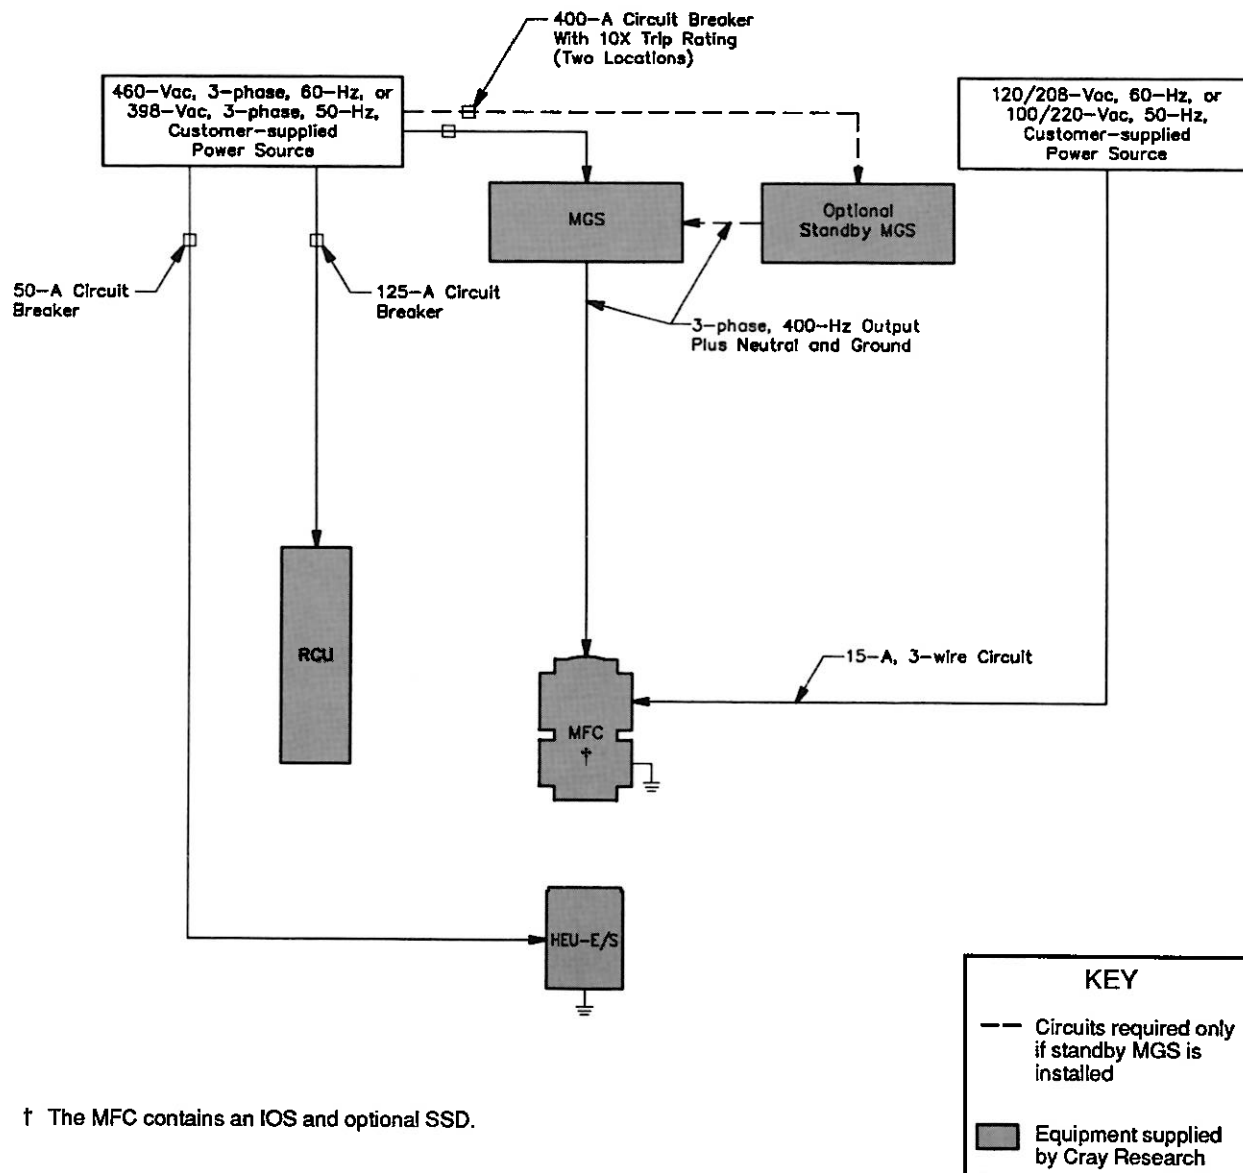 400-A Circuit Breaker
With 10X Trip Rating
(Two Locations)
460-Vac, 3-phase, 60-Hz, or
398-Vac, 3-phase, 50-Hz,
Customer-supplied
Power Source
120/208-Vac, 60-Hz, or
100/220-Vac, 50-Hz,
Customer-supplied
Power Source
MGS
Optional
Standby MGS
50-A Circuit
Breaker
125-A Circuit
Breaker
3-phase, 400-Hz Output
Plus Neutral and Ground
RCU
15-A, 3-wire Circuit
MFC
†
HEU-E/S
KEY
Circuits required only
if standby MGS is
installed
Equipment supplied
by Cray Research
† The MFC contains an IOS and optional SSD.